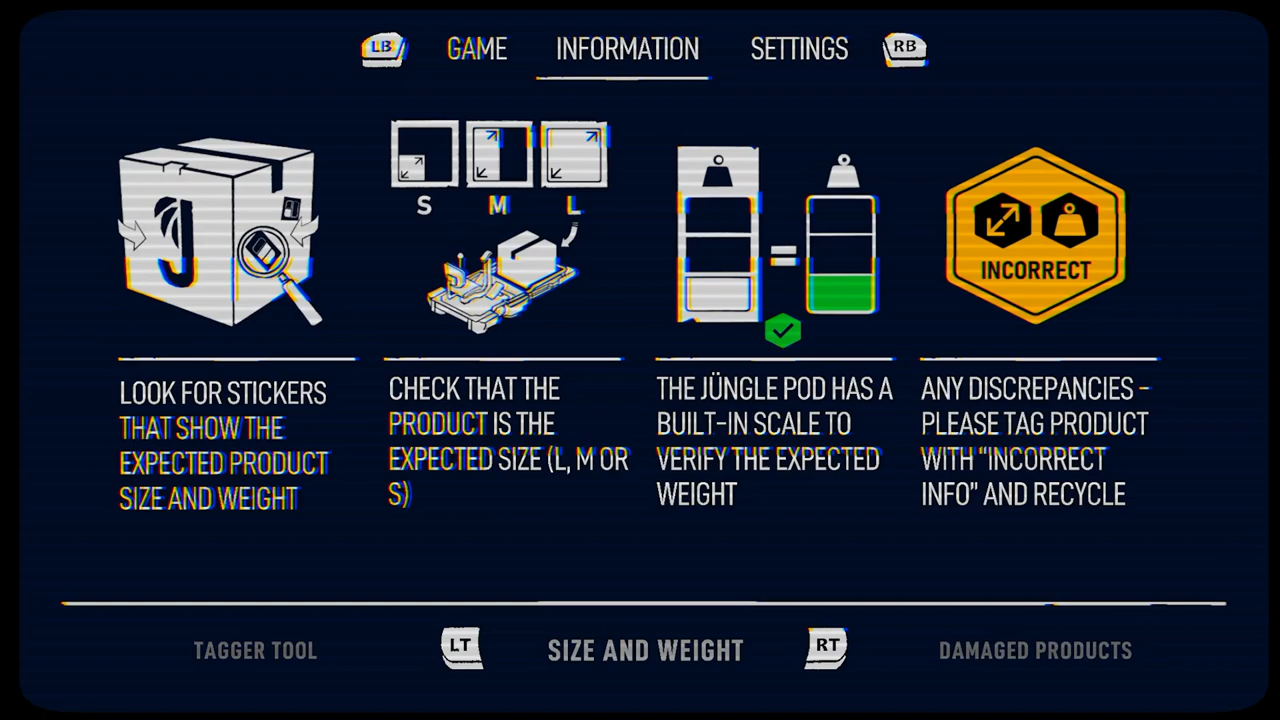 LB GAME INFORMATION SETTINGS RB
S M L
INCORRECT
LOOK FOR STICKERS
THAT SHOW THE
EXPECTED PRODUCT
SIZE AND WEIGHT
CHECK THAT THE
PRODUCT IS THE
EXPECTED SIZE (L, M OR
S)
THE JÜNGLE POD HAS A
BUILT-IN SCALE TO
VERIFY THE EXPECTED
WEIGHT
ANY DISCREPANCIES -
PLEASE TAG PRODUCT
WITH “INCORRECT
INFO” AND RECYCLE
TAGGER TOOL LT SIZE AND WEIGHT RT DAMAGED PRODUCTS